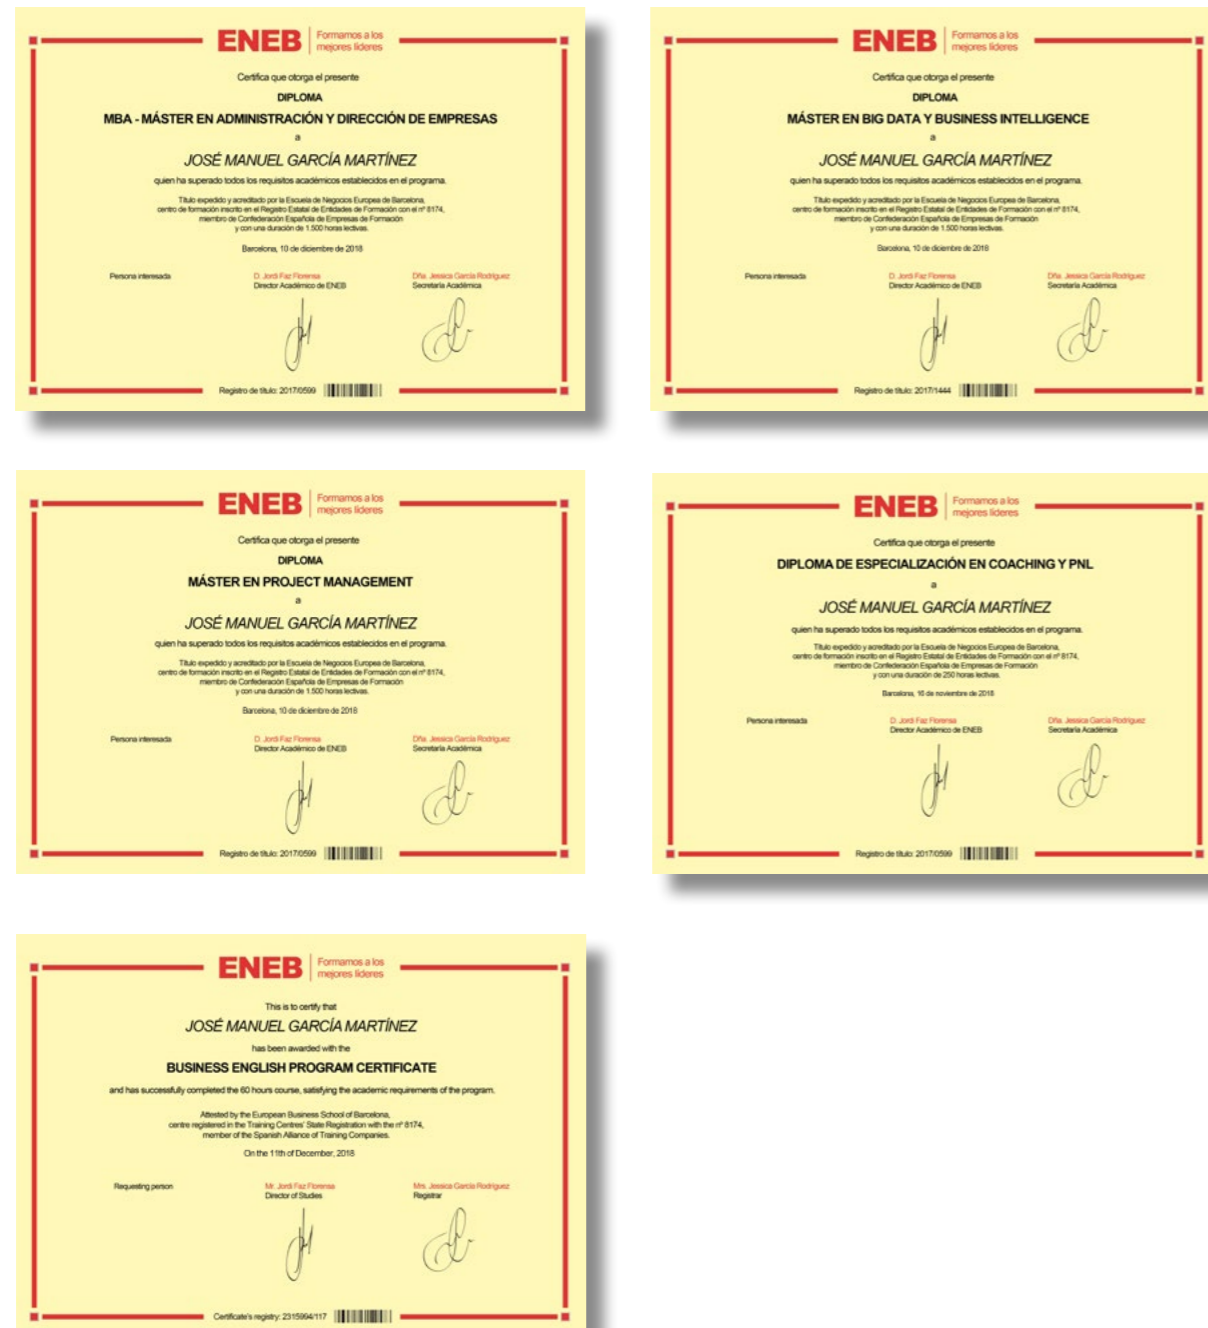 ENEB
Formamos a los
mejores líderes
Certifica que otorga el presente
DIPLOMA
MBA - MÁSTER EN ADMINISTRACIÓN Y DIRECCIÓN DE EMPRESAS
a
JOSÉ MANUEL GARCÍA MARTÍNEZ
quien ha superado todos los requisitos académicos establecidos en el programa.
Título expedido y acreditado por la Escuela de Negocios Europea de Barcelona,
centro de formación inscrito en el Registro Estatal de Entidades de Formación con el nº 8174,
miembro de Confederación Española de Empresas de Formación
y con una duración de 1.500 horas lectivas.
Barcelona, 10 de diciembre de 2018
Persona interesada
D. Jordi Faz Florensa
Director Académico de ENEB
Dña. Jessica García Rodríguez
Secretaría Académica
Registro de título: 2017/0599
ENEB
Formamos a los
mejores líderes
Certifica que otorga el presente
DIPLOMA
MÁSTER EN BIG DATA Y BUSINESS INTELLIGENCE
a
JOSÉ MANUEL GARCÍA MARTÍNEZ
quien ha superado todos los requisitos académicos establecidos en el programa.
Título expedido y acreditado por la Escuela de Negocios Europea de Barcelona,
centro de formación inscrito en el Registro Estatal de Entidades de Formación con el nº 8174,
miembro de Confederación Española de Empresas de Formación
y con una duración de 1.500 horas lectivas.
Barcelona, 10 de diciembre de 2018
Persona interesada
D. Jordi Faz Florensa
Director Académico de ENEB
Dña. Jessica García Rodríguez
Secretaría Académica
Registro de título: 2017/1444
ENEB
Formamos a los
mejores líderes
Certifica que otorga el presente
DIPLOMA
MÁSTER EN PROJECT MANAGEMENT
a
JOSÉ MANUEL GARCÍA MARTÍNEZ
quien ha superado todos los requisitos académicos establecidos en el programa.
Título expedido y acreditado por la Escuela de Negocios Europea de Barcelona,
centro de formación inscrito en el Registro Estatal de Entidades de Formación con el nº 8174,
miembro de Confederación Española de Empresas de Formación
y con una duración de 1.500 horas lectivas.
Barcelona, 10 de diciembre de 2018
Persona interesada
D. Jordi Faz Florensa
Director Académico de ENEB
Dña. Jessica García Rodríguez
Secretaría Académica
Registro de título: 2017/0599
ENEB
Formamos a los
mejores líderes
Certifica que otorga el presente
DIPLOMA DE ESPECIALIZACIÓN EN COACHING Y PNL
a
JOSÉ MANUEL GARCÍA MARTÍNEZ
quien ha superado todos los requisitos académicos establecidos en el programa.
Título expedido y acreditado por la Escuela de Negocios Europea de Barcelona,
centro de formación inscrito en el Registro Estatal de Entidades de Formación con el nº 8174,
miembro de Confederación Española de Empresas de Formación
y con una duración de 250 horas lectivas.
Barcelona, 16 de noviembre de 2018
Persona interesada
D. Jordi Faz Florensa
Director Académico de ENEB
Dña. Jessica García Rodríguez
Secretaría Académica
Registro de título: 2017/0599
ENEB
Formamos a los
mejores líderes
This is to certify that
JOSÉ MANUEL GARCÍA MARTÍNEZ
has been awarded with the
BUSINESS ENGLISH PROGRAM CERTIFICATE
and has successfully completed the 60 hours course, satisfying the academic requirements of the program.
Attested by the European Business School of Barcelona,
centre registered in the Training Centres' State Registration with the nº 8174,
member of the Spanish Alliance of Training Companies.
On the 11th of December, 2018
Requesting person
Mr. Jordi Faz Florensa
Director of Studies
Mrs. Jessica García Rodríguez
Registrar
Certificate's registry: 2315994/117